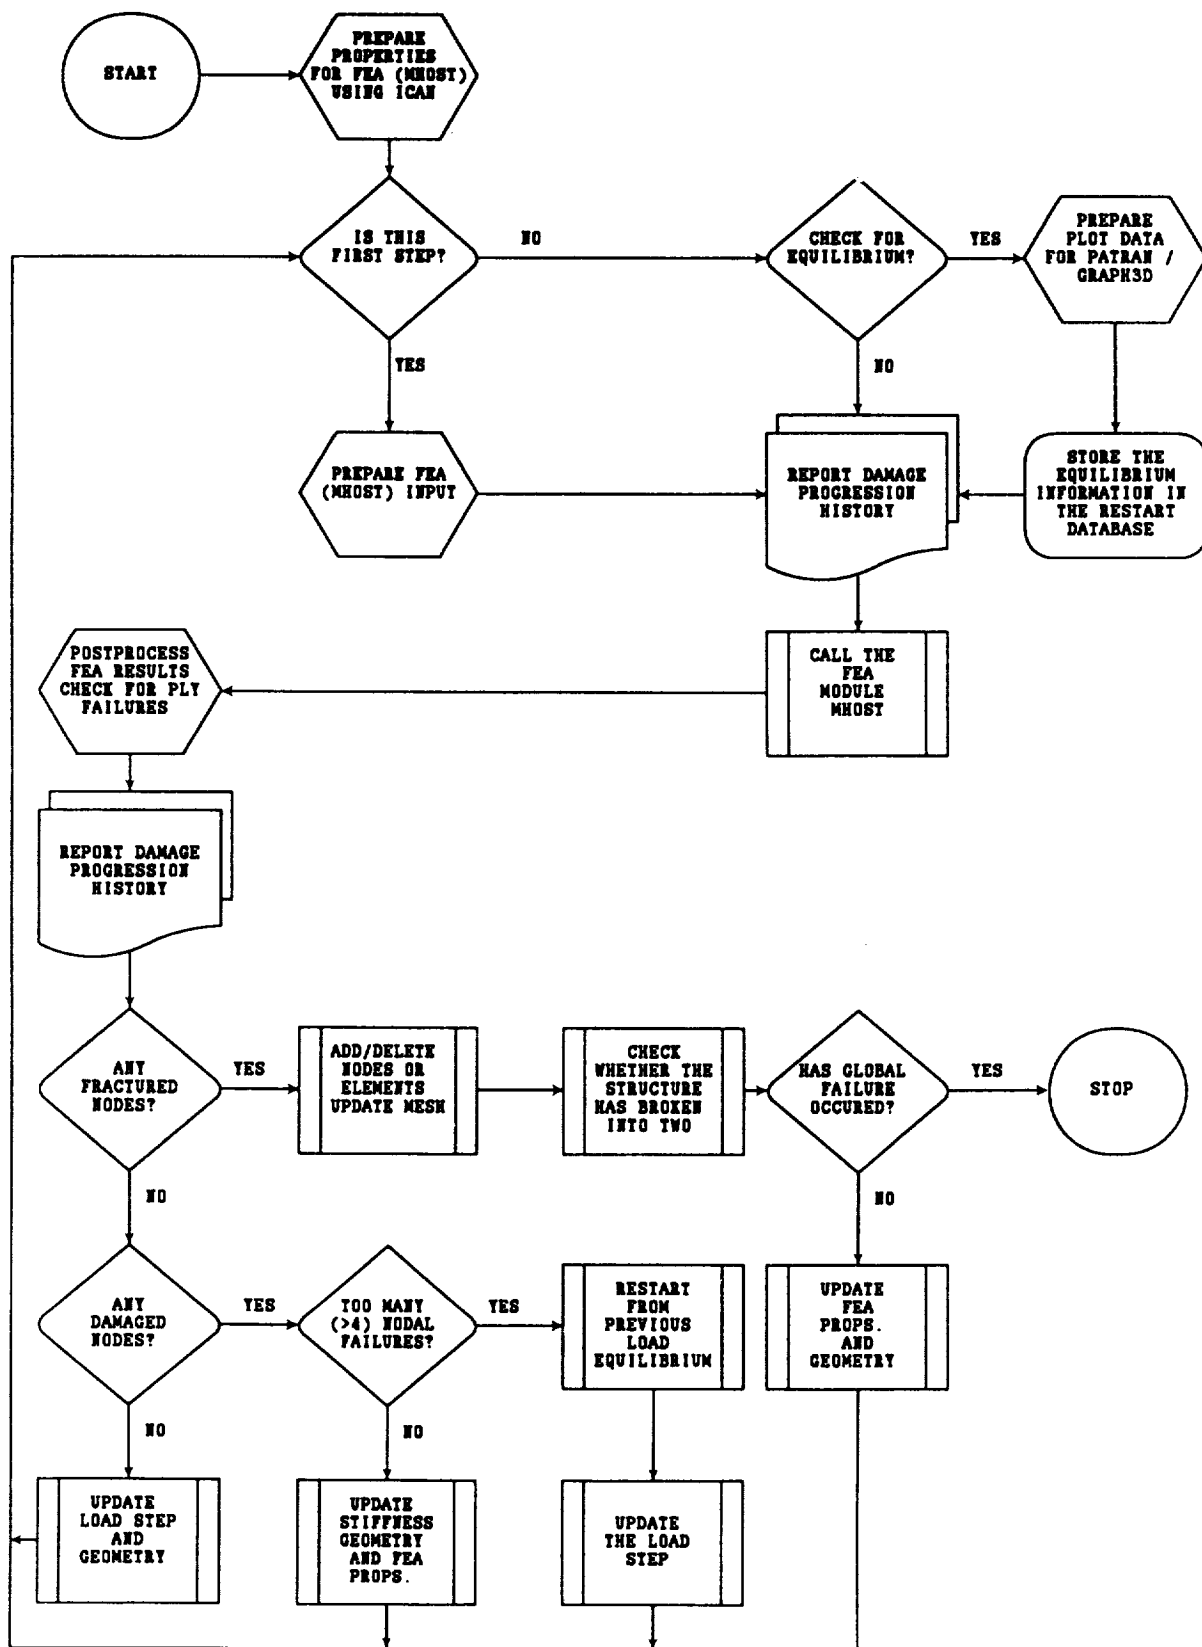 START
PREPARE
PROPERTIES
FOR FEA (MHOST)
USING ICAN
IS THIS
FIRST STEP?
NO
CHECK FOR
EQUILIBRIUM?
YES
PREPARE
PLOT DATA
FOR PATRAN /
GRAPH3D
YES
NO
PREPARE FEA
(MHOST) INPUT
REPORT DAMAGE
PROGRESSION
HISTORY
STORE THE
EQUILIBRIUM
INFORMATION IN
THE RESTART
DATABASE
POSTPROCESS
FEA RESULTS
CHECK FOR PLY
FAILURES
CALL THE
FEA
MODULE
MHOST
REPORT DAMAGE
PROGRESSION
HISTORY
ANY
FRACTURED
NODES?
YES
ADD/DELETE
NODES OR
ELEMENTS
UPDATE MESH
CHECK
WHETHER THE
STRUCTURE
HAS BROKEN
INTO TWO
HAS GLOBAL
FAILURE
OCCURED?
YES
STOP
NO
NO
ANY
DAMAGED
NODES?
YES
TOO MANY
(>4) NODAL
FAILURES?
YES
RESTART
FROM
PREVIOUS
LOAD
EQUILIBRIUM
UPDATE
FEA
PROPS.
AND
GEOMETRY
NO
NO
UPDATE
LOAD STEP
AND
GEOMETRY
UPDATE
STIFFNESS
GEOMETRY
AND FEA
PROPS.
UPDATE
THE LOAD
STEP